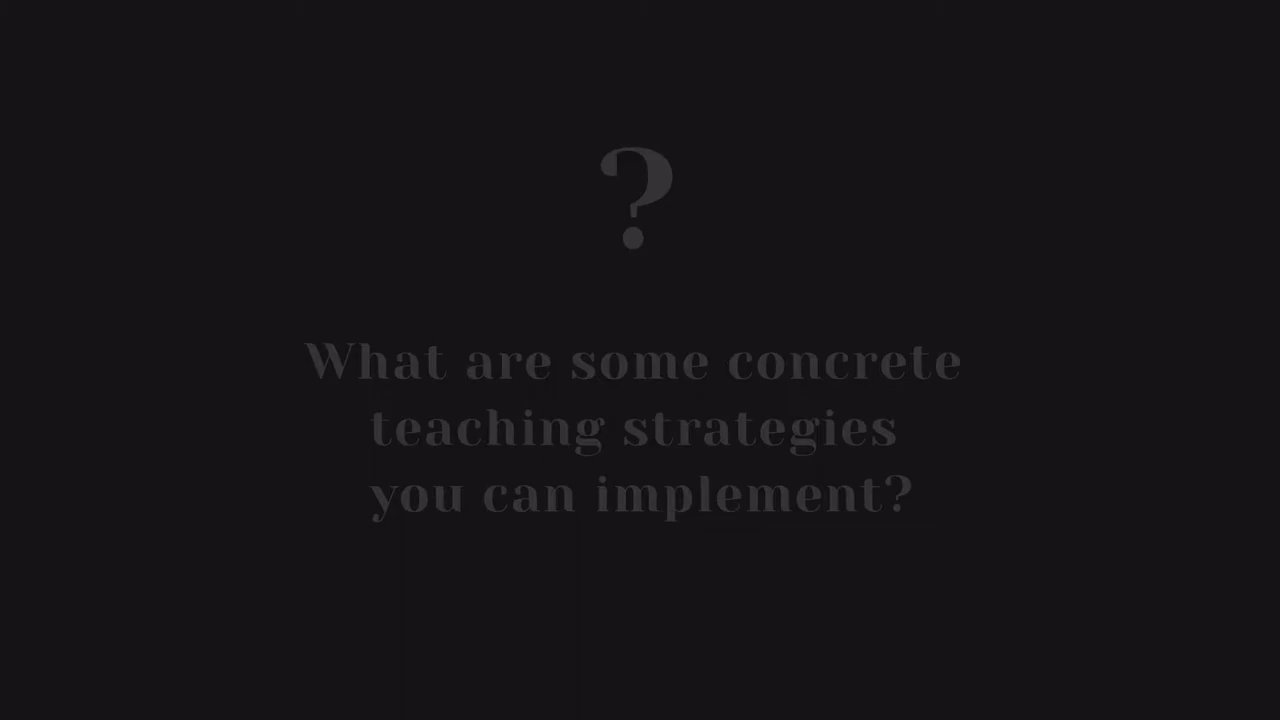 ?
What are some concrete
teaching strategies
you can implement?